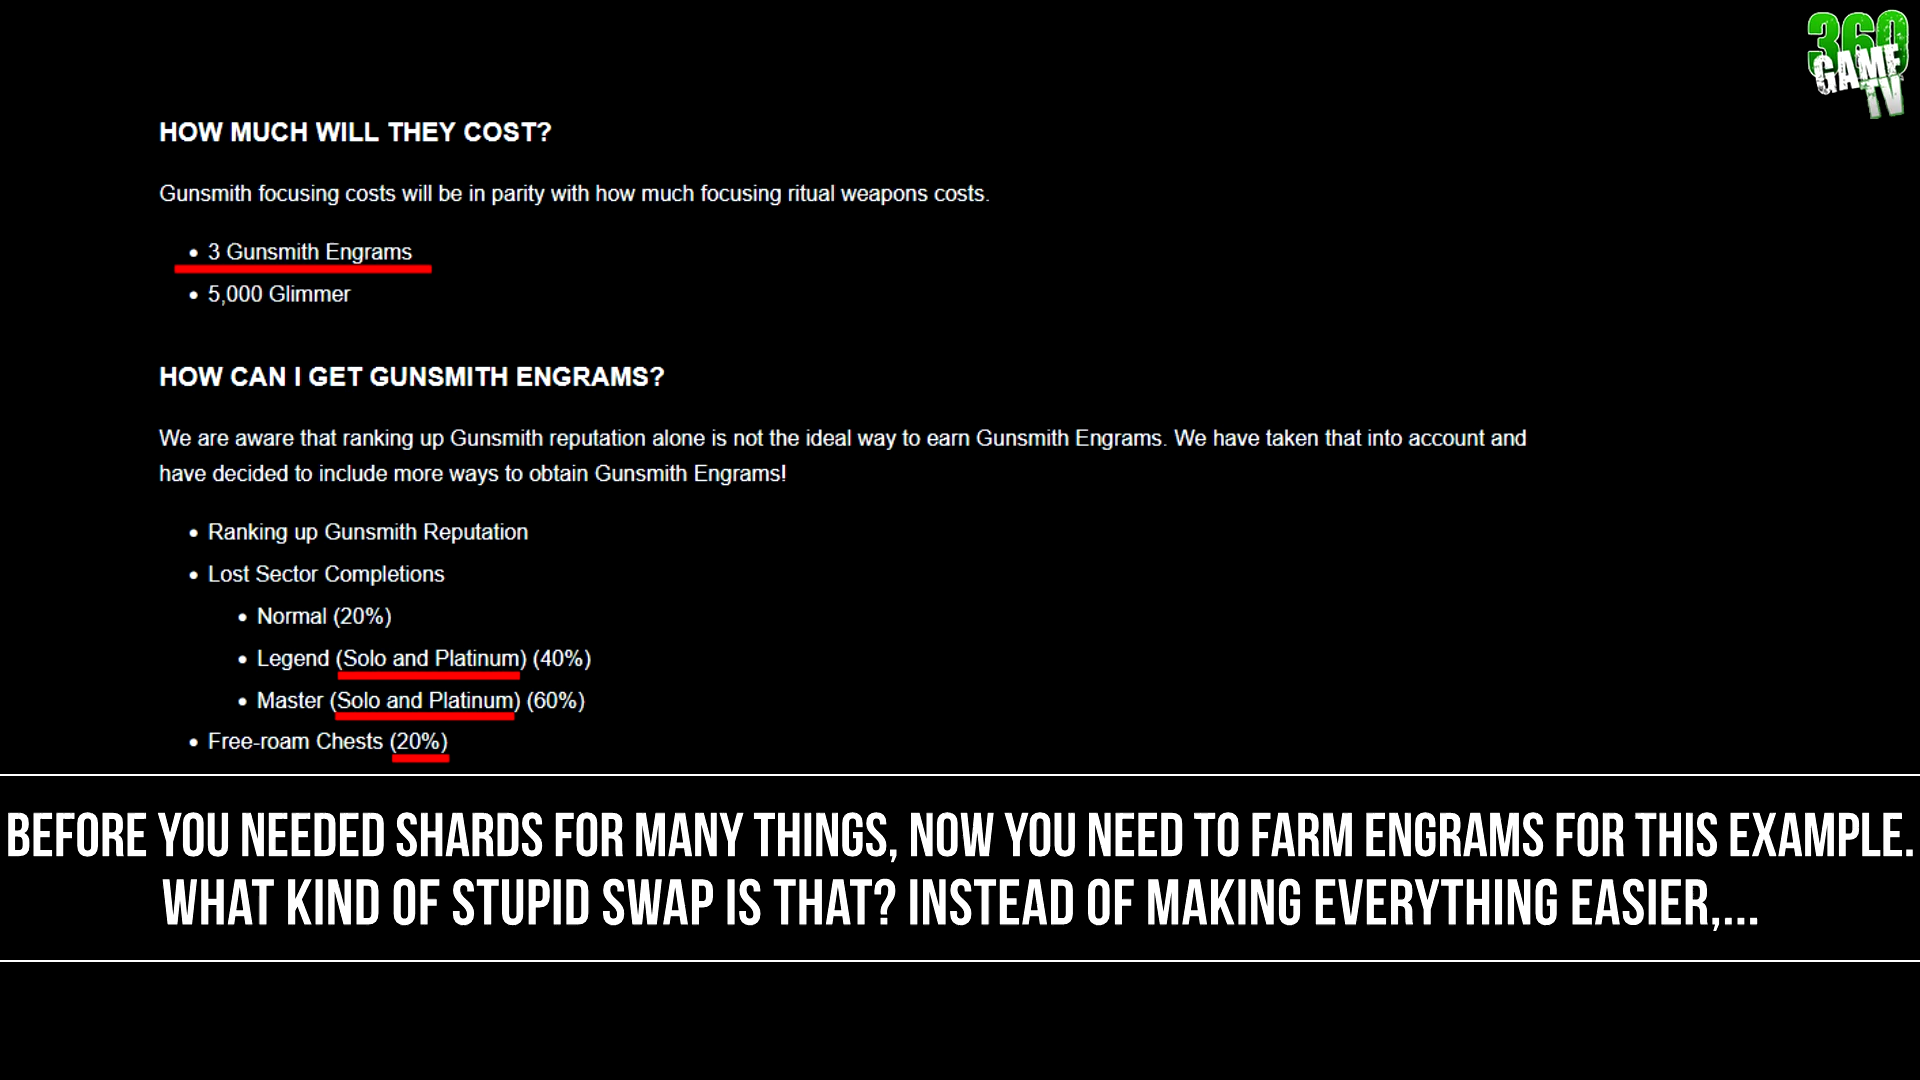 360
GAME
TV
HOW MUCH WILL THEY COST?
Gunsmith focusing costs will be in parity with how much focusing ritual weapons costs.
• 3 Gunsmith Engrams
• 5,000 Glimmer
HOW CAN I GET GUNSMITH ENGRAMS?
We are aware that ranking up Gunsmith reputation alone is not the ideal way to earn Gunsmith Engrams. We have taken that into account and
have decided to include more ways to obtain Gunsmith Engrams!
• Ranking up Gunsmith Reputation
• Lost Sector Completions
• Normal (20%)
• Legend (Solo and Platinum) (40%)
• Master (Solo and Platinum) (60%)
• Free-roam Chests (20%)
BEFORE YOU NEEDED SHARDS FOR MANY THINGS, NOW YOU NEED TO FARM ENGRAMS FOR THIS EXAMPLE.
WHAT KIND OF STUPID SWAP IS THAT? INSTEAD OF MAKING EVERYTHING EASIER,...